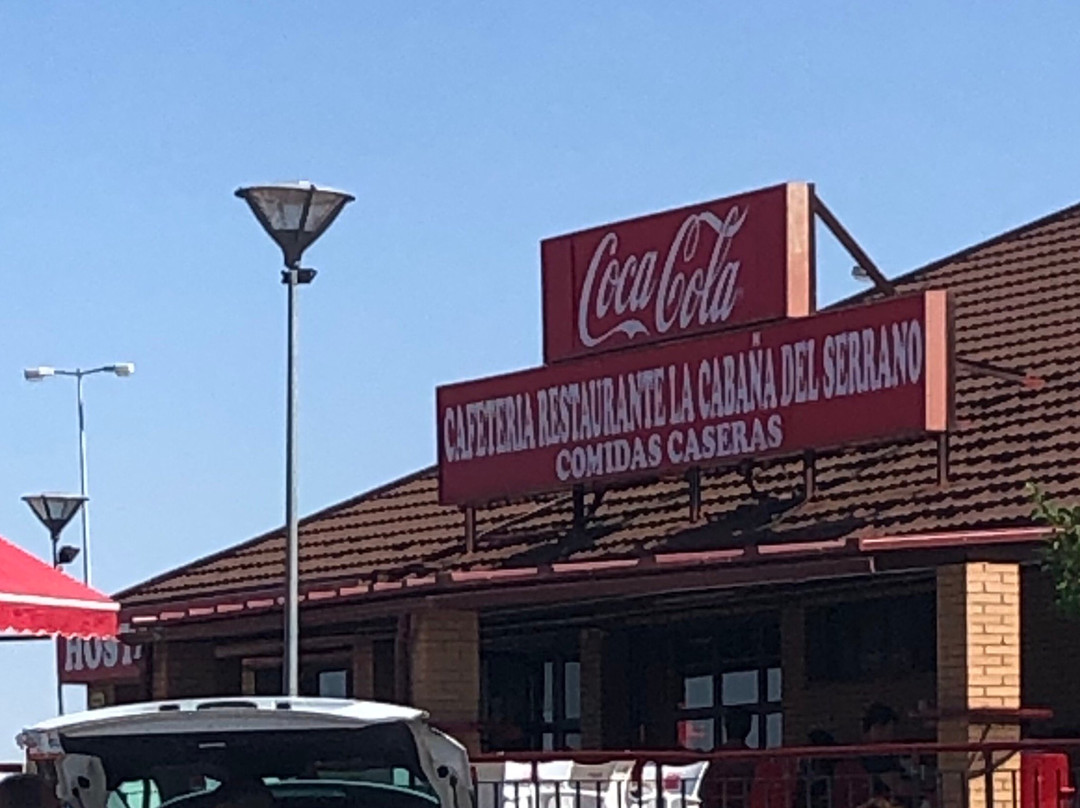 Coca Cola
CAFETERIA RESTAURANTE LA CABAÑA DEL SERRANO
COMIDAS CASERAS